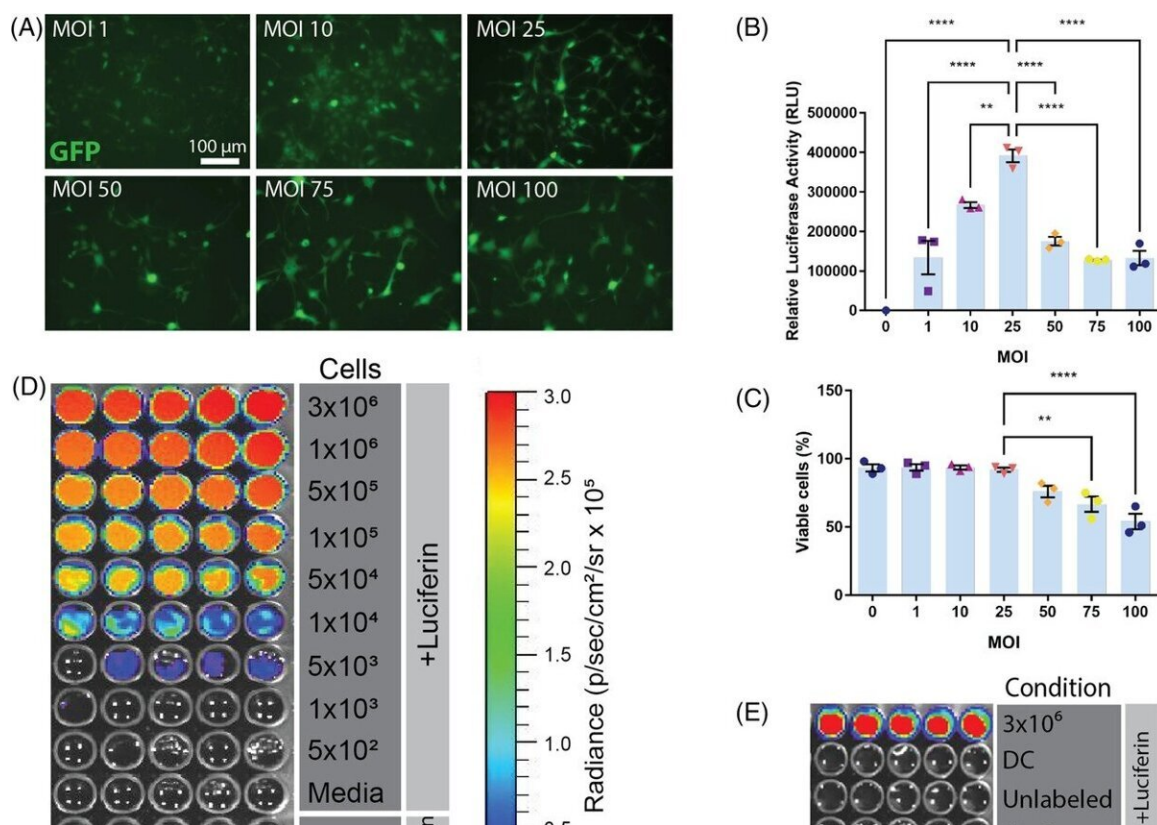 (A)
MOI 1
MOI 10
MOI 25
GFP
100 µm
MOI 50
MOI 75
MOI 100
(B)
****
****
****
****
**
****
Relative Luciferase Activity (RLU)
500000
400000
300000
200000
100000
0
0 1 10 25 50 75 100
MOI
(C)
****
**
Viable cells (%)
150
100
50
0
0 1 10 25 50 75 100
MOI
(D)
Cells
3x10⁶
1x10⁶
5x10⁵
1x10⁵
5x10⁴
1x10⁴
5x10³
1x10³
5x10²
Media
+Luciferin
3.0
2.5
2.0
1.5
1.0
0.5
Radiance (p/sec/cm²/sr x 10⁵
(E)
Condition
3x10⁶
DC
Unlabeled
+Luciferin